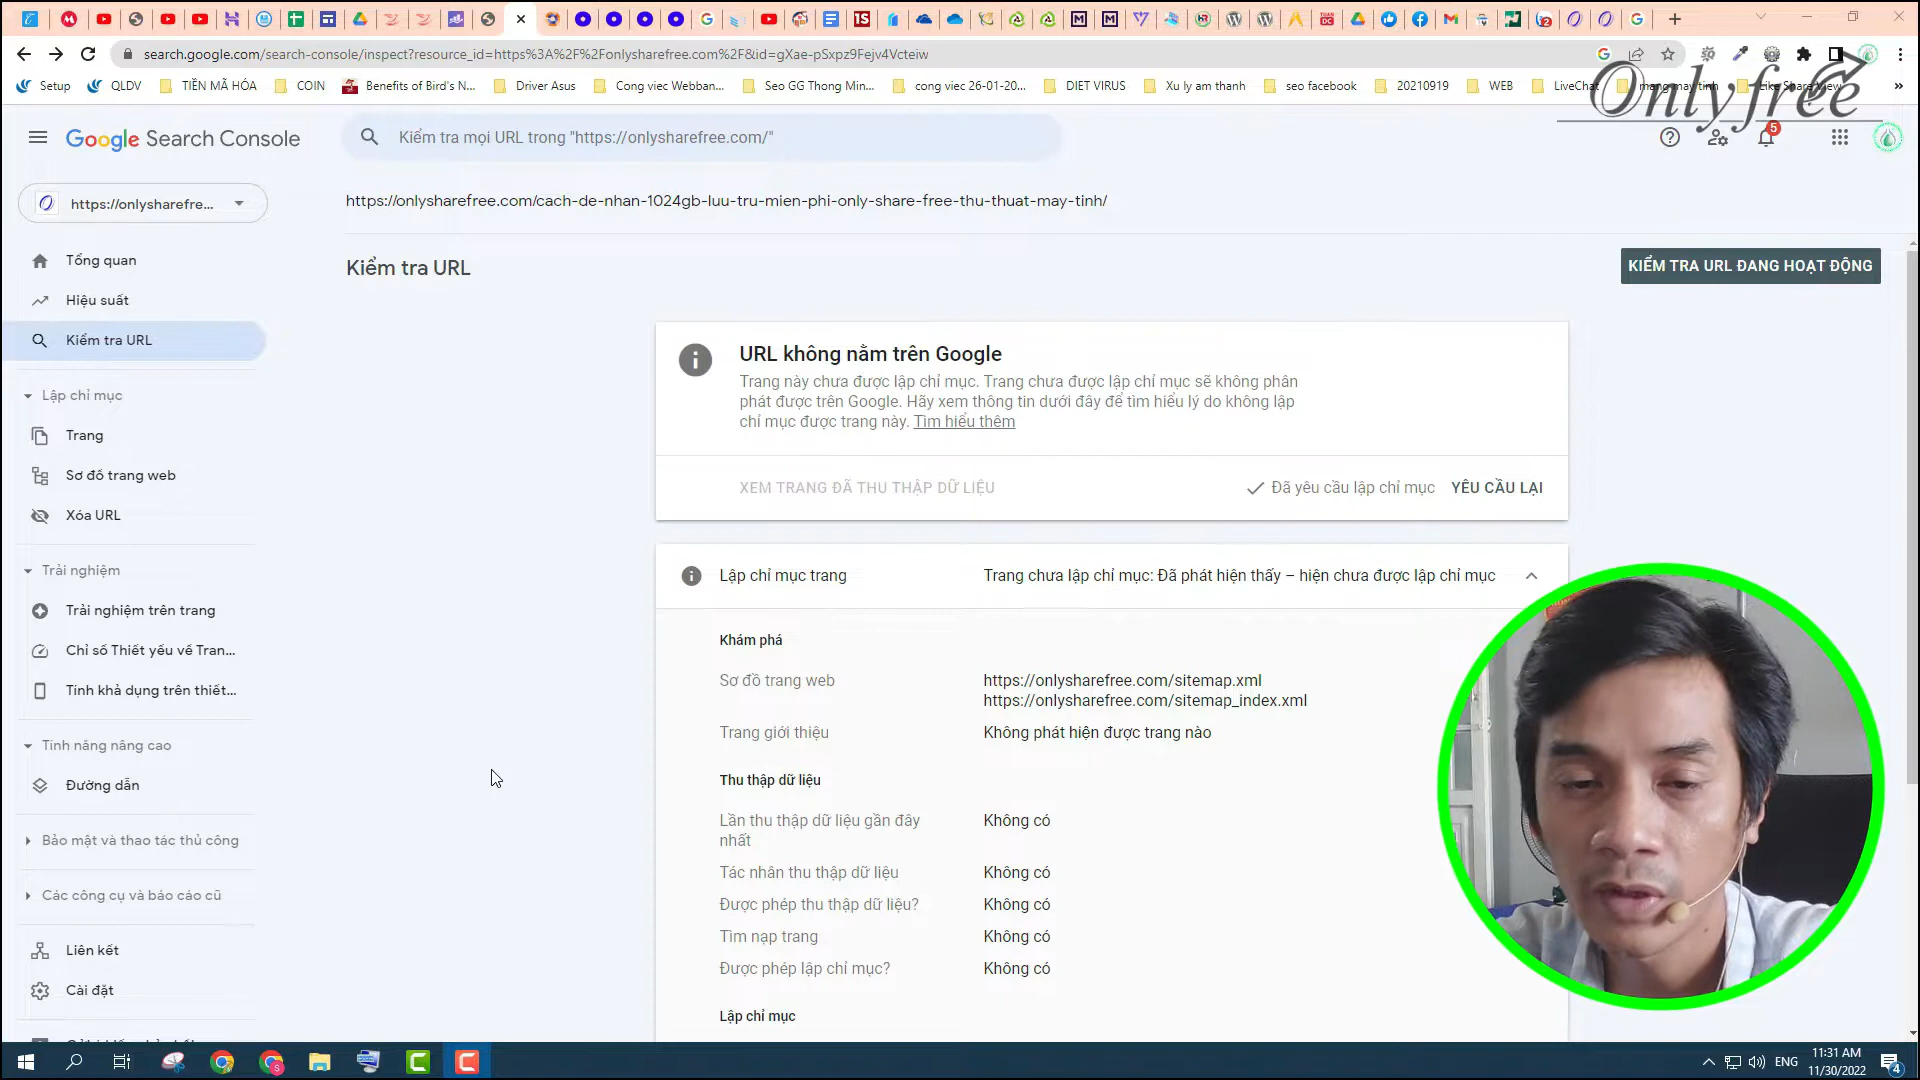 search.google.com/search-console/inspect?resource_id=https%3A%2F%2Fonlysharefree.com%2F&id=gXae-pSxpz9Fejv4Vcteiw
Setup
QLDV
TIỀN MÃ HÓA
COIN
Benefits of Bird's N...
Driver Asus
Cong viec Webban...
Seo GG Thong Min...
cong viec 26-01-20...
DIET VIRUS
Xu ly am thanh
seo facebook
20210919
WEB
LiveChat
mang may tinh
Like Share View
Onlyfree
Google Search Console
Kiểm tra mọi URL trong "https://onlysharefree.com/"
5
https://onlysharefre...
https://onlysharefree.com/cach-de-nhan-1024gb-luu-tru-mien-phi-only-share-free-thu-thuat-may-tinh/
Tổng quan
Hiệu suất
Kiểm tra URL
Lập chỉ mục
Trang
Sơ đồ trang web
Xóa URL
Trải nghiệm
Trải nghiệm trên trang
Chỉ số Thiết yếu về Tran...
Tính khả dụng trên thiết...
Tính năng nâng cao
Đường dẫn
Bảo mật và thao tác thủ công
Các công cụ và báo cáo cũ
Liên kết
Cài đặt
Kiểm tra URL
KIỂM TRA URL ĐANG HOẠT ĐỘNG
URL không nằm trên Google
Trang này chưa được lập chỉ mục. Trang chưa được lập chỉ mục sẽ không phân
phát được trên Google. Hãy xem thông tin dưới đây để tìm hiểu lý do không lập
chỉ mục được trang này. Tìm hiểu thêm
XEM TRANG ĐÃ THU THẬP DỮ LIỆU
Đã yêu cầu lập chỉ mục
YÊU CẦU LẠI
Lập chỉ mục trang
Trang chưa lập chỉ mục: Đã phát hiện thấy – hiện chưa được lập chỉ mục
Khám phá
Sơ đồ trang web
https://onlysharefree.com/sitemap.xml
https://onlysharefree.com/sitemap_index.xml
Trang giới thiệu
Không phát hiện được trang nào
Thu thập dữ liệu
Lần thu thập dữ liệu gần đây
nhất
Không có
Tác nhân thu thập dữ liệu
Không có
Được phép thu thập dữ liệu?
Không có
Tìm nạp trang
Không có
Được phép lập chỉ mục?
Không có
Lập chỉ mục
ENG
11:31 AM
11/30/2022
4